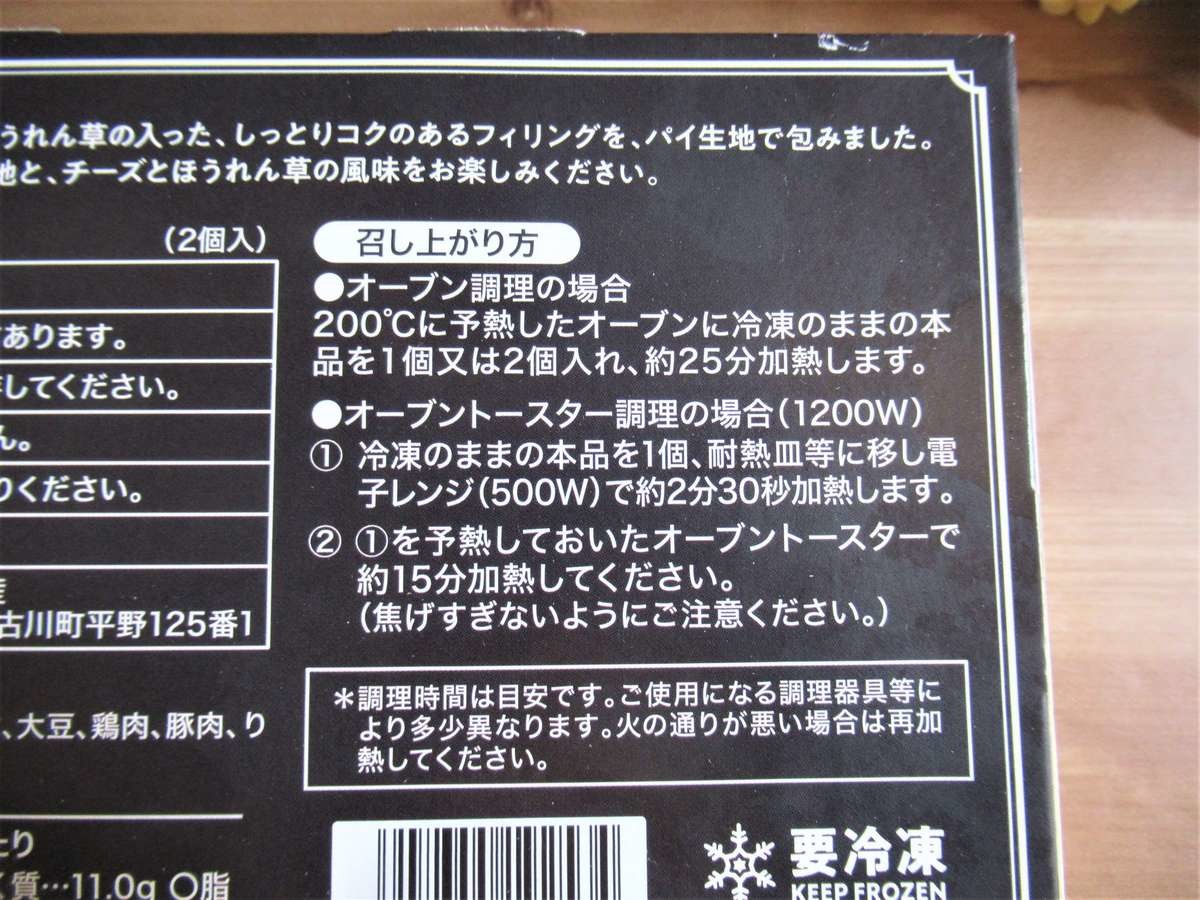 うれん草の入った、しっとりコクのあるフィリングを、パイ生地で包みました。
地と、チーズとほうれん草の風味をお楽しみください。
(2個入)
あります。
してください。
ん。
りください。
古川町平野125番1
、大豆、鶏肉、豚肉、り
たり
く質…11.0g 〇脂
召し上がり方
●オーブン調理の場合
200℃に予熱したオーブンに冷凍のままの本
品を1個又は2個入れ、約25分加熱します。
●オーブントースター調理の場合(1200W)
① 冷凍のままの本品を1個、耐熱皿等に移し電
子レンジ(500W)で約2分30秒加熱します。
② ①を予熱しておいたオーブントースターで
約15分加熱してください。
(焦げすぎないようにご注意ください。)
＊調理時間は目安です。ご使用になる調理器具等に
より多少異なります。火の通りが悪い場合は再加
熱してください。
要冷凍
KEEP FROZEN